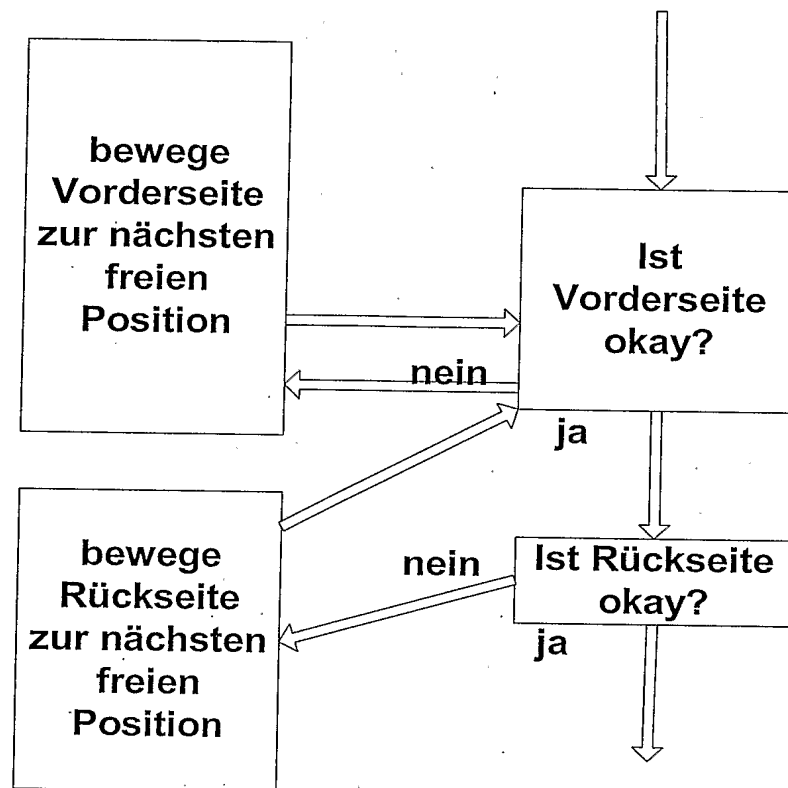 bewege
Vorderseite
zur nächsten
freien
Position
Ist
Vorderseite
okay?
nein
ja
bewege
Rückseite
zur nächsten
freien
Position
nein
Ist Rückseite
okay?
ja